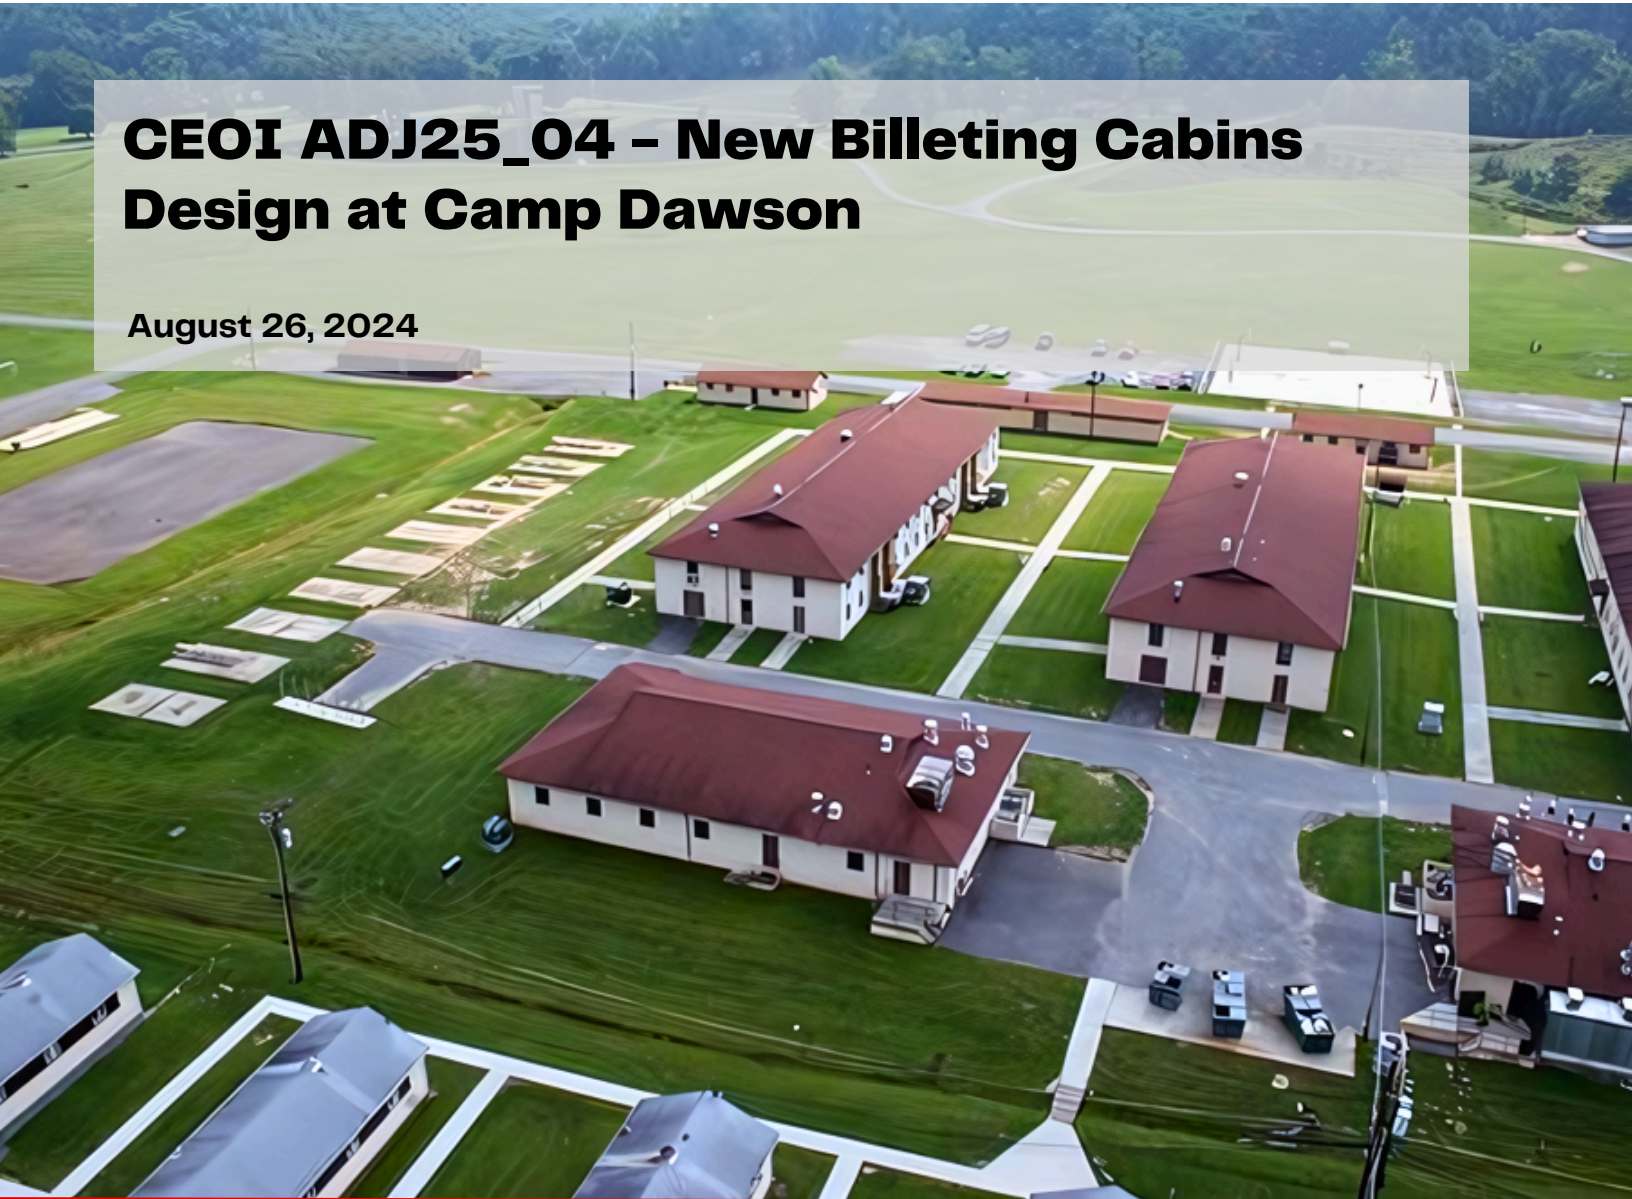 CEOI ADJ25_04 – New Billeting Cabins
Design at Camp Dawson
August 26, 2024